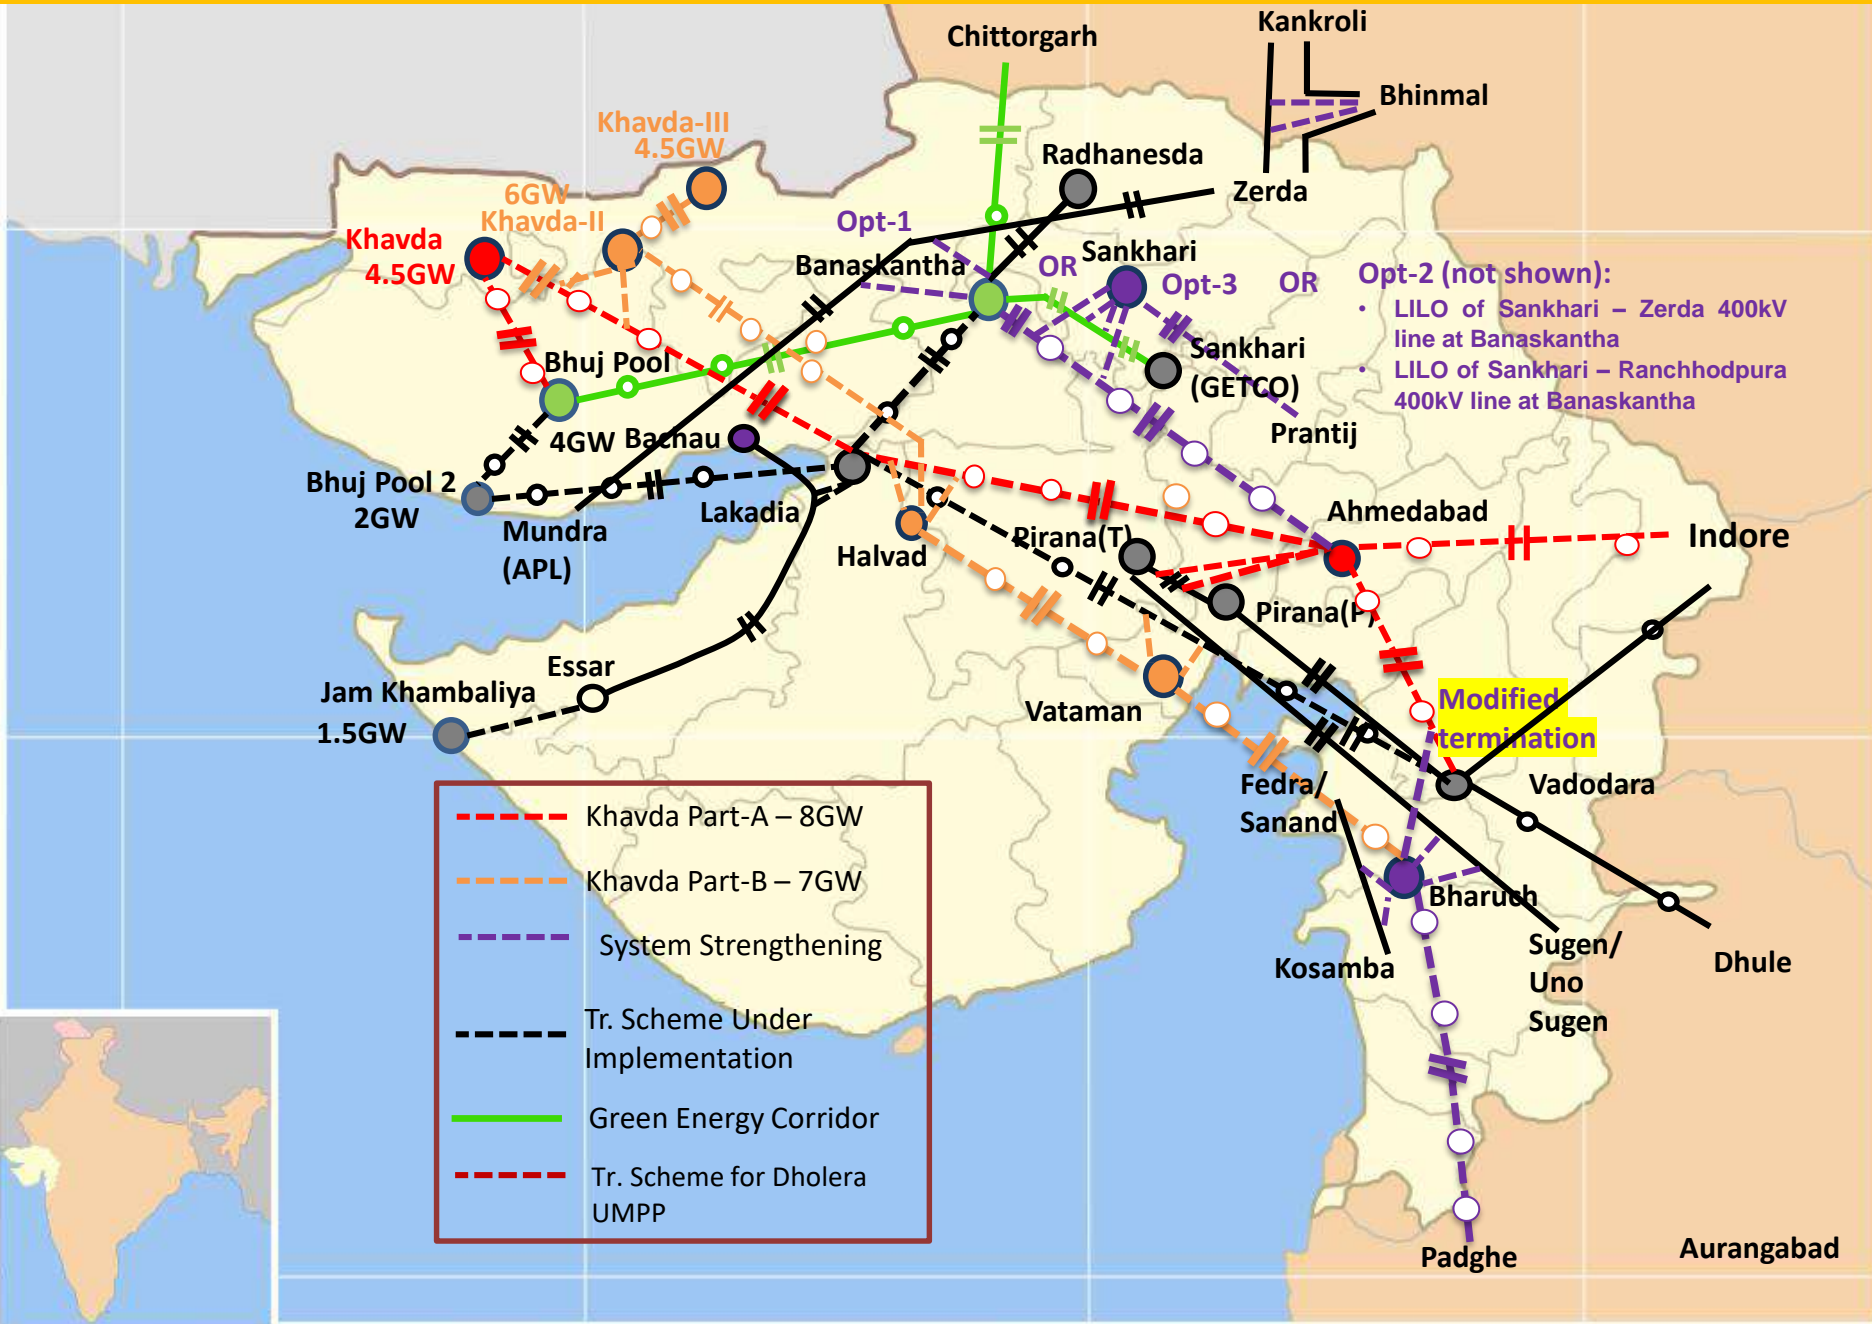 Kankroli
Chittorgarh
Bhinmal
Khavda-III
4.5GW
Radhanesda
Zerda
6GW
Khavda-II
Opt-1
Khavda
4.5GW
Banaskantha
OR
Sankhari
Opt-3
OR
Opt-2 (not shown):
• LILO of Sankhari – Zerda 400kV
line at Banaskantha
• LILO of Sankhari – Ranchhodpura
400kV line at Banaskantha
Bhuj Pool
Sankhari
(GETCO)
4GW
Bachau
Prantij
Bhuj Pool 2
2GW
Mundra
(APL)
Lakadia
Halvad
Pirana(T)
Ahmedabad
Indore
Pirana(P)
Essar
Jam Khambaliya
1.5GW
Vataman
Modified
termination
Fedra/
Sanand
Vadodara
Bharuch
Kosamba
Sugen/
Uno
Sugen
Dhule
Khavda Part-A – 8GW
Khavda Part-B – 7GW
System Strengthening
Tr. Scheme Under
Implementation
Green Energy Corridor
Tr. Scheme for Dholera
UMPP
Padghe
Aurangabad